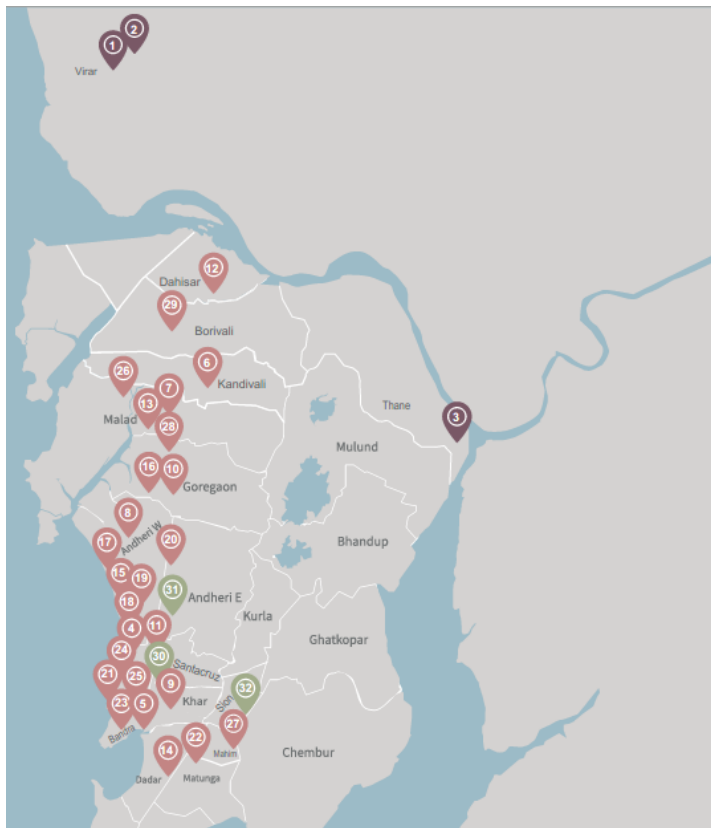 2
1
Virar
12
Dahisar
29
Borivali
6
Kandivali
26
7
13
Malad
28
Thane
3
Mulund
16
10
Goregaon
8
Andheri W
17
20
Bhandup
15
19
31
Andheri E
18
Kurla
4
11
Ghatkopar
24
30
Santacruz
21
25
9
32
Khar
Sion
23
5
Bandra
27
22
14
Mahim
Chembur
Dadar
Matunga